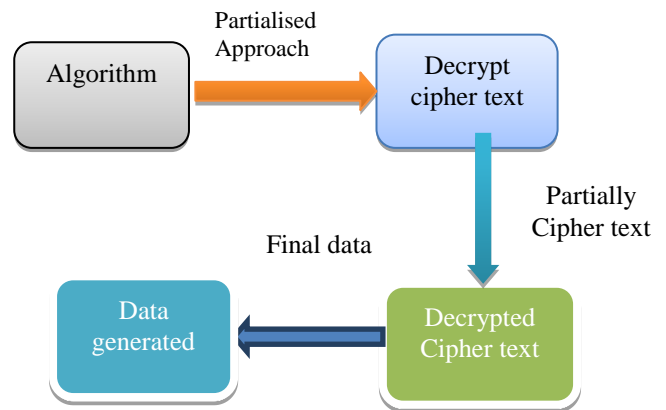 Partialised
Approach
Algorithm
Decrypt
cipher text
Partially
Cipher text
Final data
Data
generated
Decrypted
Cipher text